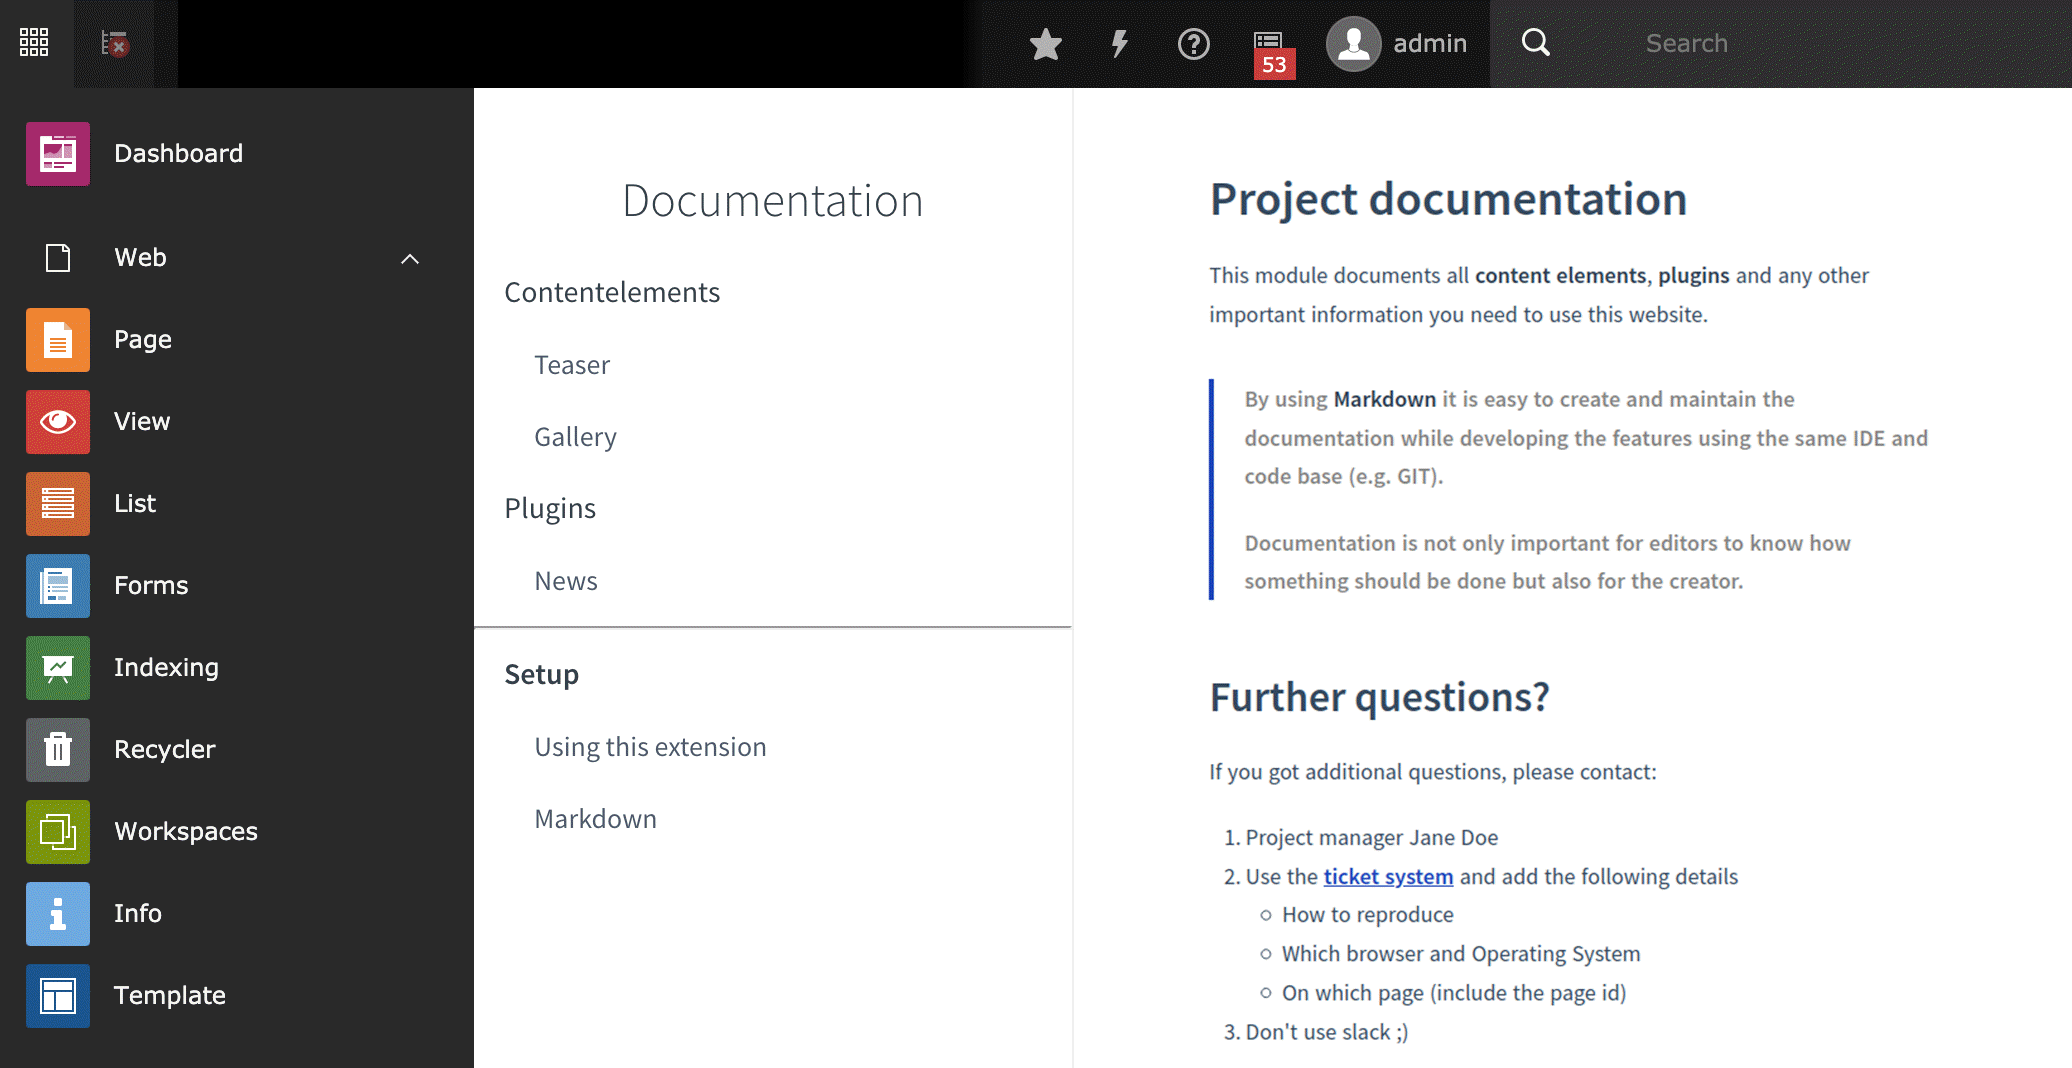 53
admin
Search
Dashboard
Web
Page
View
List
Forms
Indexing
Recycler
Workspaces
Info
Template
Documentation
Contentelements
Teaser
Gallery
Plugins
News
Setup
Using this extension
Markdown
Project documentation
This module documents all content elements, plugins and any other
important information you need to use this website.
By using Markdown it is easy to create and maintain the
documentation while developing the features using the same IDE and
code base (e.g. GIT).
Documentation is not only important for editors to know how
something should be done but also for the creator.
Further questions?
If you got additional questions, please contact:
1. Project manager Jane Doe
2. Use the ticket system and add the following details
How to reproduce
Which browser and Operating System
On which page (include the page id)
3. Don't use slack ;)